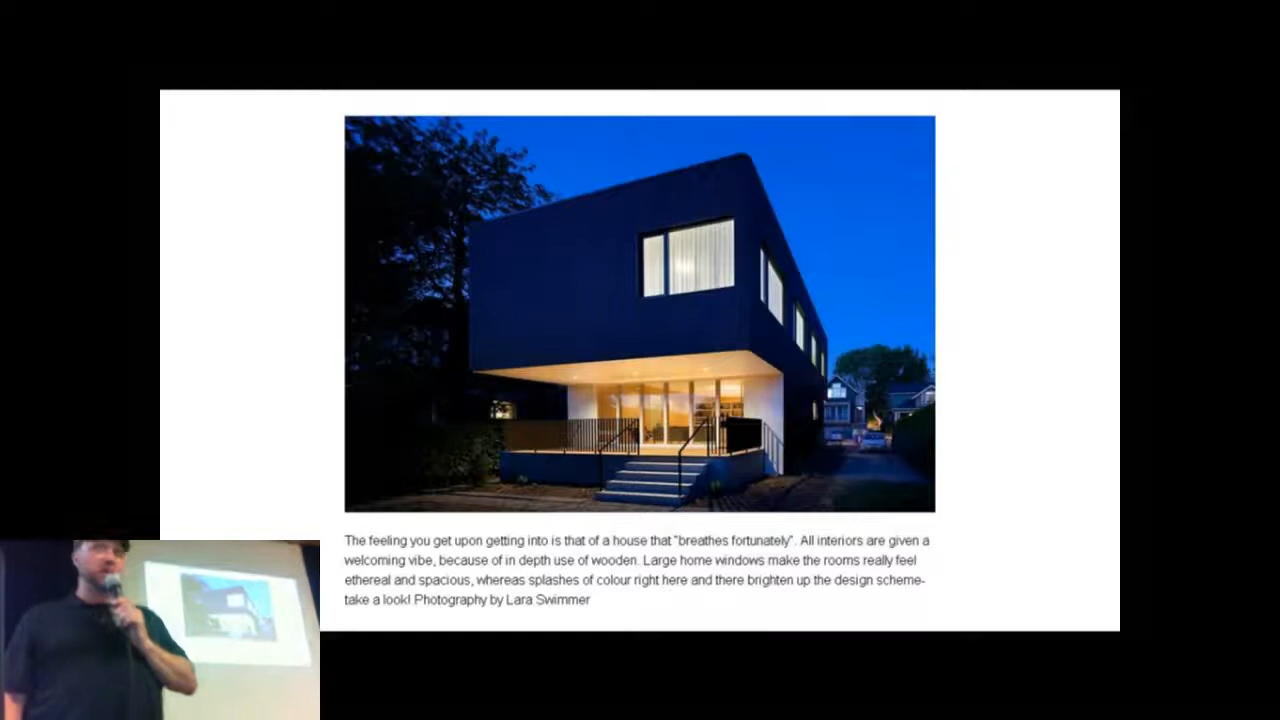 The feeling you get upon getting into is that of a house that "breathes fortunately". All interiors are given a
welcoming vibe, because of in depth use of wooden. Large home windows make the rooms really feel
ethereal and spacious, whereas splashes of colour right here and there brighten up the design scheme-
take a look! Photography by Lara Swimmer